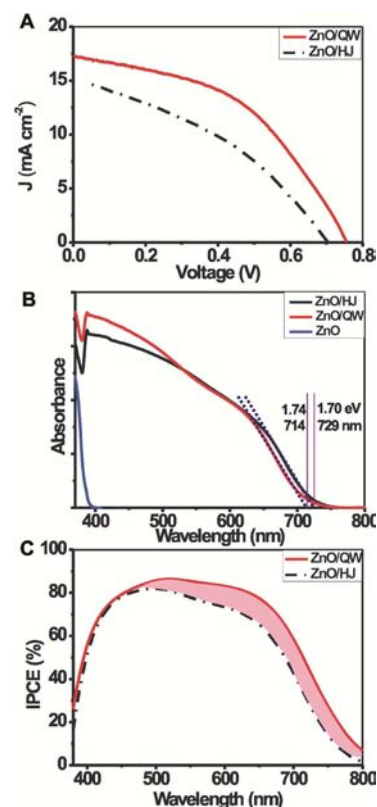 A
ZnO/QW
ZnO/HJ
J (mA cm⁻²)
20
15
10
5
0
0.0 0.2 0.4 0.6 0.8
Voltage (V)
B
ZnO/HJ
ZnO/QW
ZnO
Absorbance
1.74 1.70 eV
714 729 nm
400 500 600 700 800
Wavelength (nm)
C
ZnO/QW
ZnO/HJ
IPCE (%)
100
80
60
40
20
0
400 500 600 700 800
Wavelength (nm)